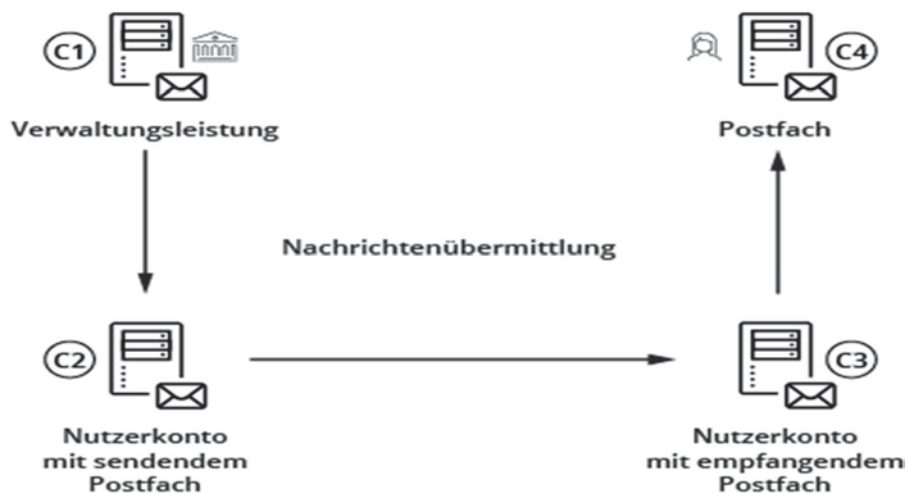 C1
C4
Verwaltungsleistung
Postfach
Nachrichtenübermittlung
C2
C3
Nutzerkonto
mit sendendem
Postfach
Nutzerkonto
mit empfangendem
Postfach